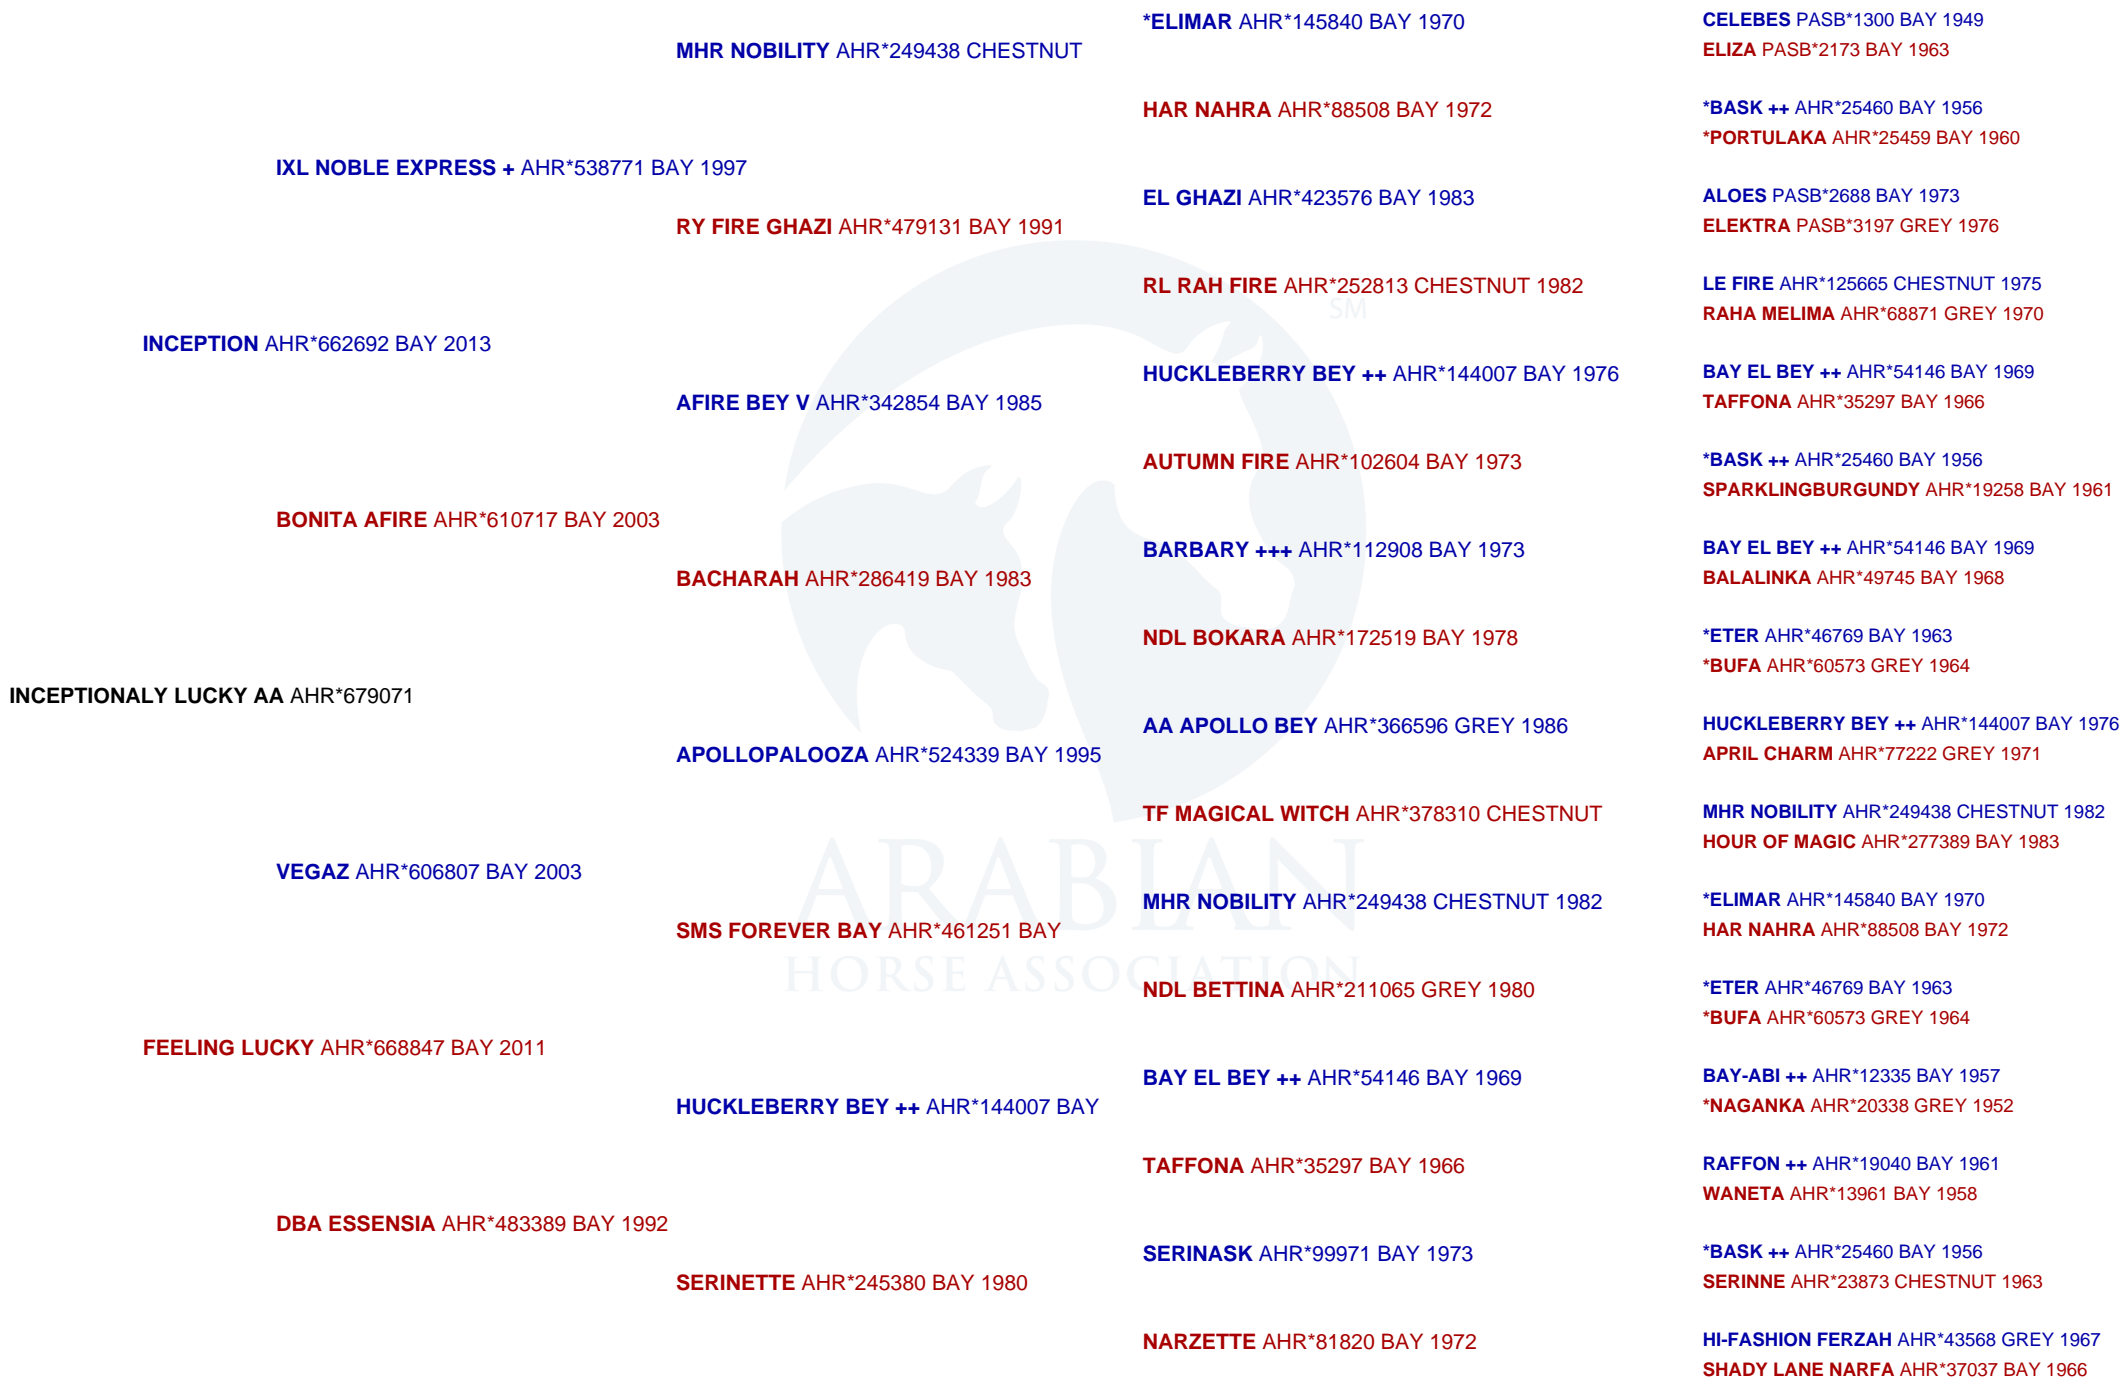 *ELIMAR AHR*145840 BAY 1970
CELEBES PASB*1300 BAY 1949
MHR NOBILITY AHR*249438 CHESTNUT
ELIZA PASB*2173 BAY 1963
HAR NAHRA AHR*88508 BAY 1972
*BASK ++ AHR*25460 BAY 1956
*PORTULAKA AHR*25459 BAY 1960
IXL NOBLE EXPRESS + AHR*538771 BAY 1997
EL GHAZI AHR*423576 BAY 1983
ALOES PASB*2688 BAY 1973
RY FIRE GHAZI AHR*479131 BAY 1991
ELEKTRA PASB*3197 GREY 1976
RL RAH FIRE AHR*252813 CHESTNUT 1982
LE FIRE AHR*125665 CHESTNUT 1975
SM
RAHA MELIMA AHR*68871 GREY 1970
INCEPTION AHR*662692 BAY 2013
HUCKLEBERRY BEY ++ AHR*144007 BAY 1976
BAY EL BEY ++ AHR*54146 BAY 1969
AFIRE BEY V AHR*342854 BAY 1985
TAFFONA AHR*35297 BAY 1966
AUTUMN FIRE AHR*102604 BAY 1973
*BASK ++ AHR*25460 BAY 1956
SPARKLINGBURGUNDY AHR*19258 BAY 1961
BONITA AFIRE AHR*610717 BAY 2003
BARBARY +++ AHR*112908 BAY 1973
BAY EL BEY ++ AHR*54146 BAY 1969
BACHARAH AHR*286419 BAY 1983
BALALINKA AHR*49745 BAY 1968
NDL BOKARA AHR*172519 BAY 1978
*ETER AHR*46769 BAY 1963
*BUFA AHR*60573 GREY 1964
INCEPTIONALY LUCKY AA AHR*679071
AA APOLLO BEY AHR*366596 GREY 1986
HUCKLEBERRY BEY ++ AHR*144007 BAY 1976
APOLLOPALOOZA AHR*524339 BAY 1995
APRIL CHARM AHR*77222 GREY 1971
TF MAGICAL WITCH AHR*378310 CHESTNUT
MHR NOBILITY AHR*249438 CHESTNUT 1982
HOUR OF MAGIC AHR*277389 BAY 1983
VEGAZ AHR*606807 BAY 2003
ARABIAN
MHR NOBILITY AHR*249438 CHESTNUT 1982
*ELIMAR AHR*145840 BAY 1970
SMS FOREVER BAY AHR*461251 BAY
HAR NAHRA AHR*88508 BAY 1972
HORSE ASSOCIATION
NDL BETTINA AHR*211065 GREY 1980
*ETER AHR*46769 BAY 1963
*BUFA AHR*60573 GREY 1964
FEELING LUCKY AHR*668847 BAY 2011
BAY EL BEY ++ AHR*54146 BAY 1969
BAY-ABI ++ AHR*12335 BAY 1957
HUCKLEBERRY BEY ++ AHR*144007 BAY
*NAGANKA AHR*20338 GREY 1952
TAFFONA AHR*35297 BAY 1966
RAFFON ++ AHR*19040 BAY 1961
WANETA AHR*13961 BAY 1958
DBA ESSENSIA AHR*483389 BAY 1992
SERINASK AHR*99971 BAY 1973
*BASK ++ AHR*25460 BAY 1956
SERINETTE AHR*245380 BAY 1980
SERINNE AHR*23873 CHESTNUT 1963
NARZETTE AHR*81820 BAY 1972
HI-FASHION FERZAH AHR*43568 GREY 1967
SHADY LANE NARFA AHR*37037 BAY 1966